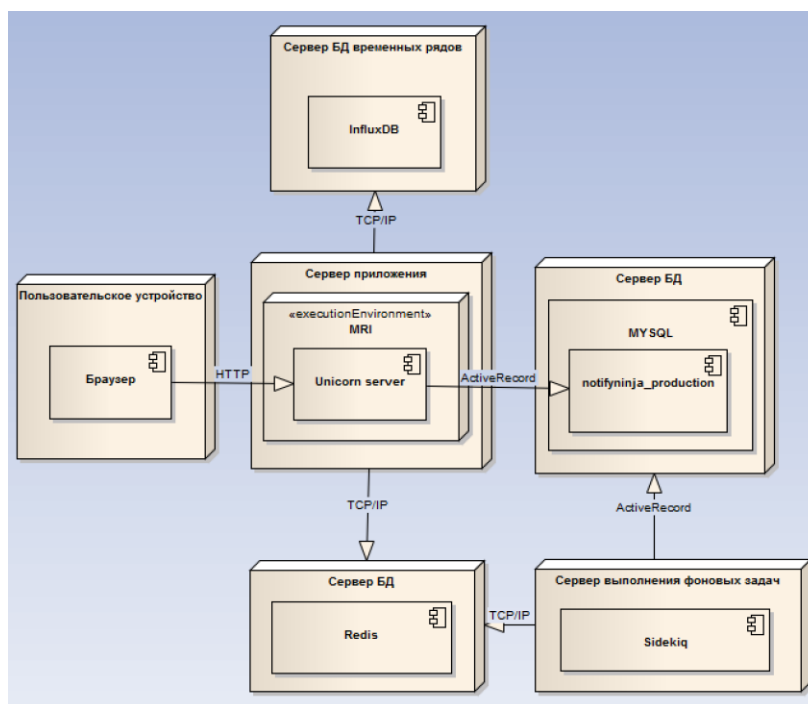 Сервер БД временных рядов
InfluxDB
TCP/IP
Сервер приложения
Сервер БД
Пользовательское устройство
«executionEnvironment»
MRI
MYSQL
Браузер
HTTP
Unicorn server
ActiveRecord
notifyninja_production
TCP/IP
ActiveRecord
Сервер БД
Сервер выполнения фоновых задач
Redis
TCP/IP
Sidekiq